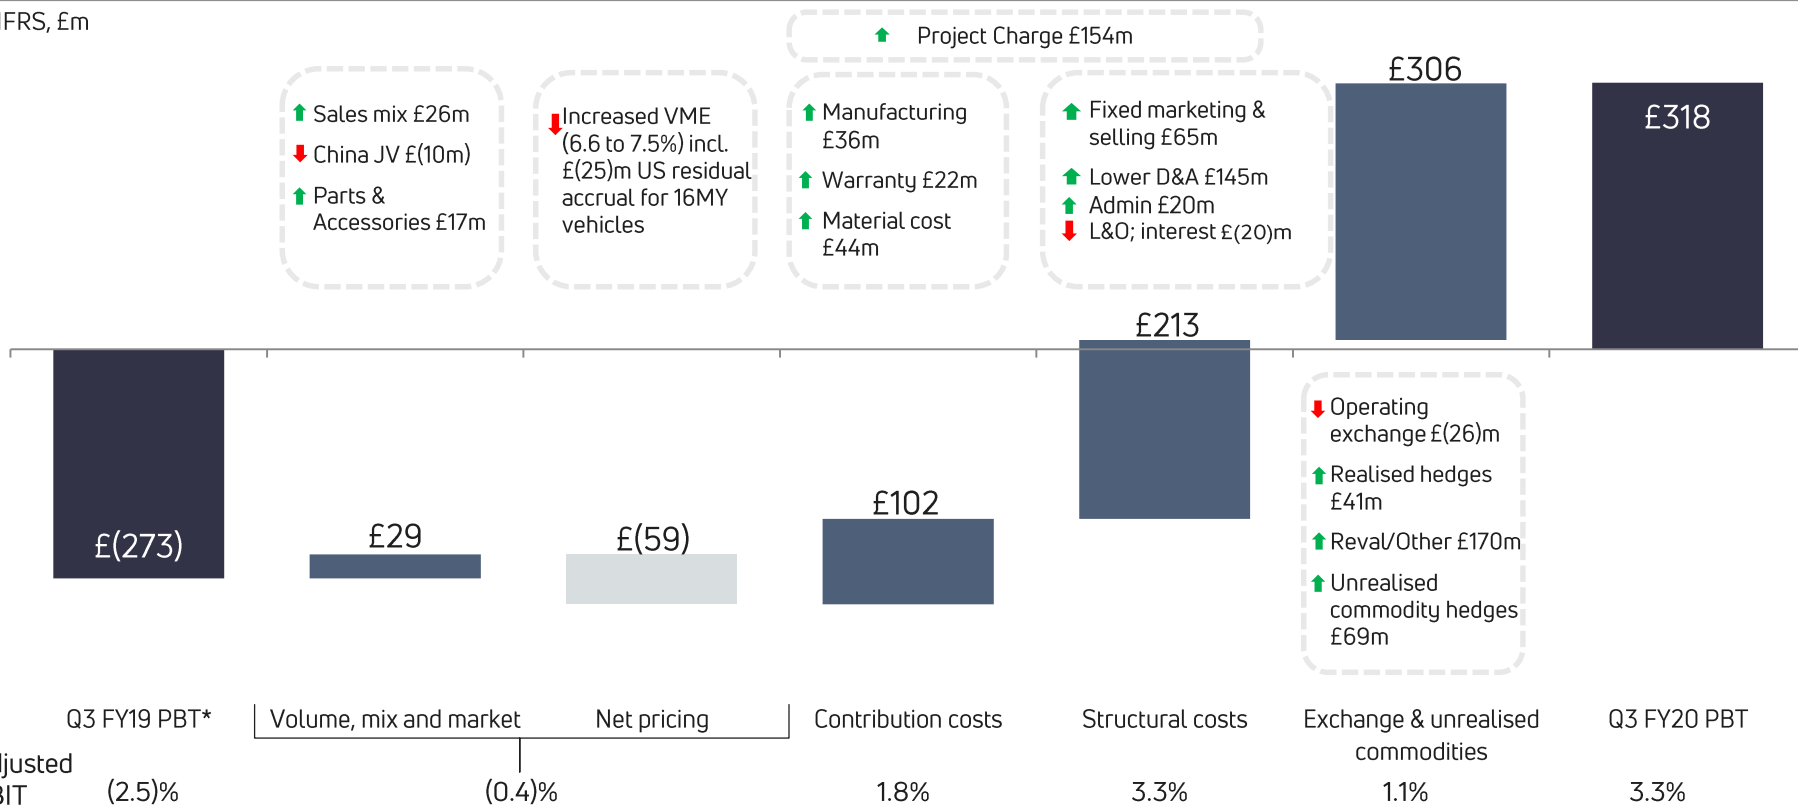 IFRS, £m
Project Charge £154m
Sales mix £26m
China JV £(10m)
Parts &
Accessories £17m
Increased VME
(6.6 to 7.5%) incl.
£(25)m US residual
accrual for 16MY
vehicles
Manufacturing
£36m
Warranty £22m
Material cost
£44m
Fixed marketing &
selling £65m
Lower D&A £145m
Admin £20m
L&O; interest £(20)m
£306
£318
£213
£(273)
£29
£(59)
£102
Operating
exchange £(26)m
Realised hedges
£41m
Reval/Other £170m
Unrealised
commodity hedges
£69m
Q3 FY19 PBT*
Volume, mix and market
Net pricing
Contribution costs
Structural costs
Exchange & unrealised
commodities
Q3 FY20 PBT
djusted
BIT
(2.5)%
(0.4)%
1.8%
3.3%
1.1%
3.3%